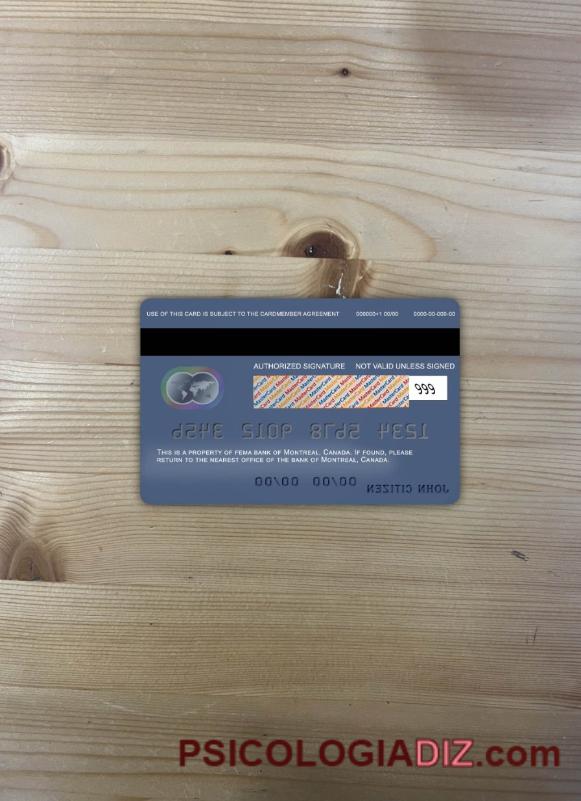 USE OF THIS CARD IS SUBJECT TO THE CARDMEMBER AGREEMENT 000000+1 00/00 0000-00-000-00
AUTHORIZED SIGNATURE NOT VALID UNLESS SIGNED
MasterCard MasterCard MasterCard MasterCard 999
1234 5678 9012 3456
THIS IS A PROPERTY OF FEMA BANK OF MONTREAL, CANADA. IF FOUND, PLEASE
RETURN TO THE NEAREST OFFICE OF THE BANK OF MONTREAL, CANADA.
00/00 00/00 JOHN CITIZEN
PSICOLOGIADIZ.com